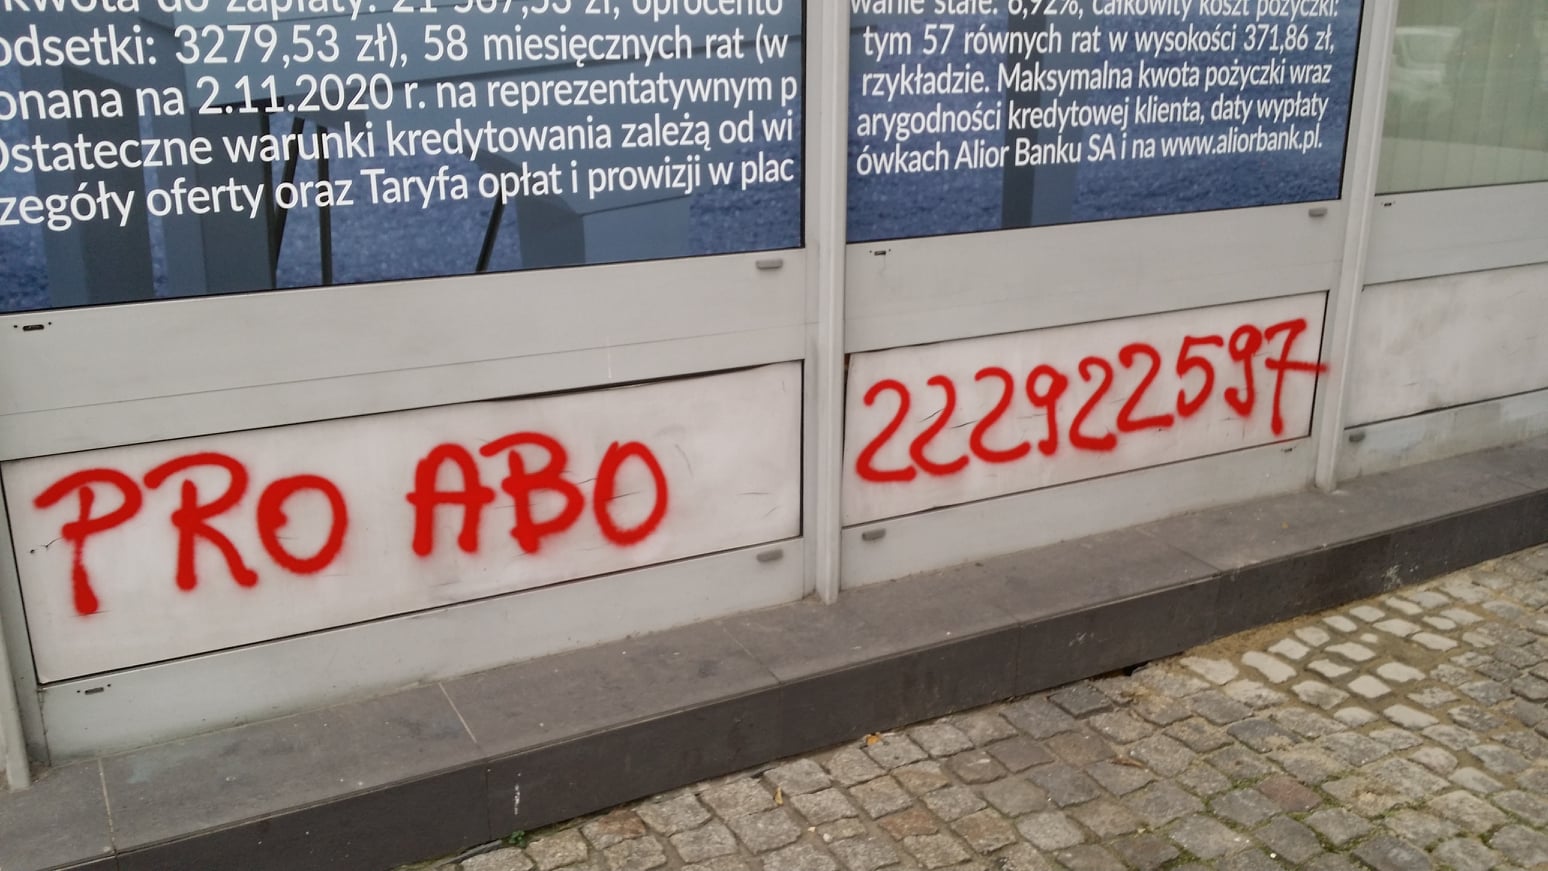 kwota do zapłaty: 21 567,53 zł, oprocento
odsetki: 3279,53 zł), 58 miesięcznych rat (w
onana na 2.11.2020 r. na reprezentatywnym p
Ostateczne warunki kredytowania zależą od wi
zegóły oferty oraz Taryfa opłat i prowizji w plac
wanie stałe: 6,92%, całkowity koszt pożyczki:
tym 57 równych rat w wysokości 371,86 zł,
rzykładzie. Maksymalna kwota pożyczki wraz
arygodności kredytowej klienta, daty wypłaty
ówkach Alior Banku SA i na www.aliorbank.pl.
PRO ABO
222922597